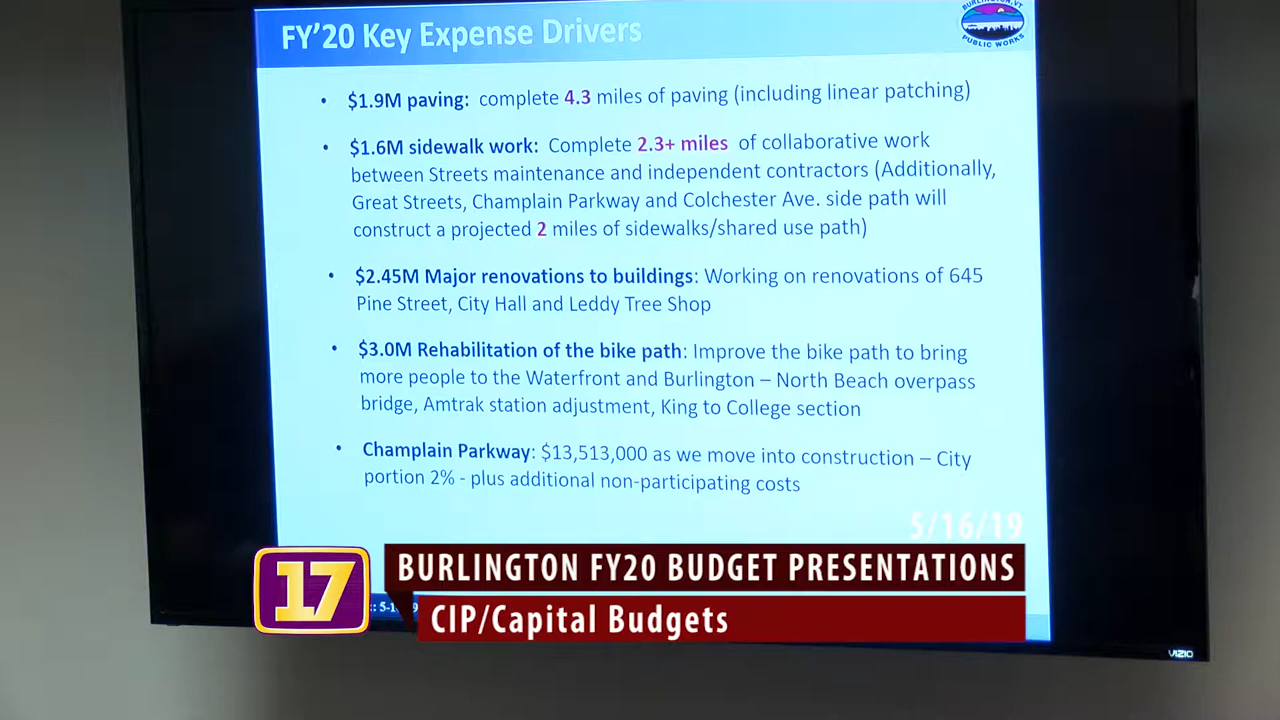 FY'20 Key Expense Drivers
BURLINGTON, VT
PUBLIC WORKS
• $1.9M paving: complete 4.3 miles of paving (including linear patching)
• $1.6M sidewalk work: Complete 2.3+ miles of collaborative work
between Streets maintenance and independent contractors (Additionally,
Great Streets, Champlain Parkway and Colchester Ave. side path will
construct a projected 2 miles of sidewalks/shared use path)
• $2.45M Major renovations to buildings: Working on renovations of 645
Pine Street, City Hall and Leddy Tree Shop
• $3.0M Rehabilitation of the bike path: Improve the bike path to bring
more people to the Waterfront and Burlington – North Beach overpass
bridge, Amtrak station adjustment, King to College section
• Champlain Parkway: $13,513,000 as we move into construction – City
portion 2% - plus additional non-participating costs
5/16/19
17
BURLINGTON FY20 BUDGET PRESENTATIONS
CIP/Capital Budgets
VIZIO